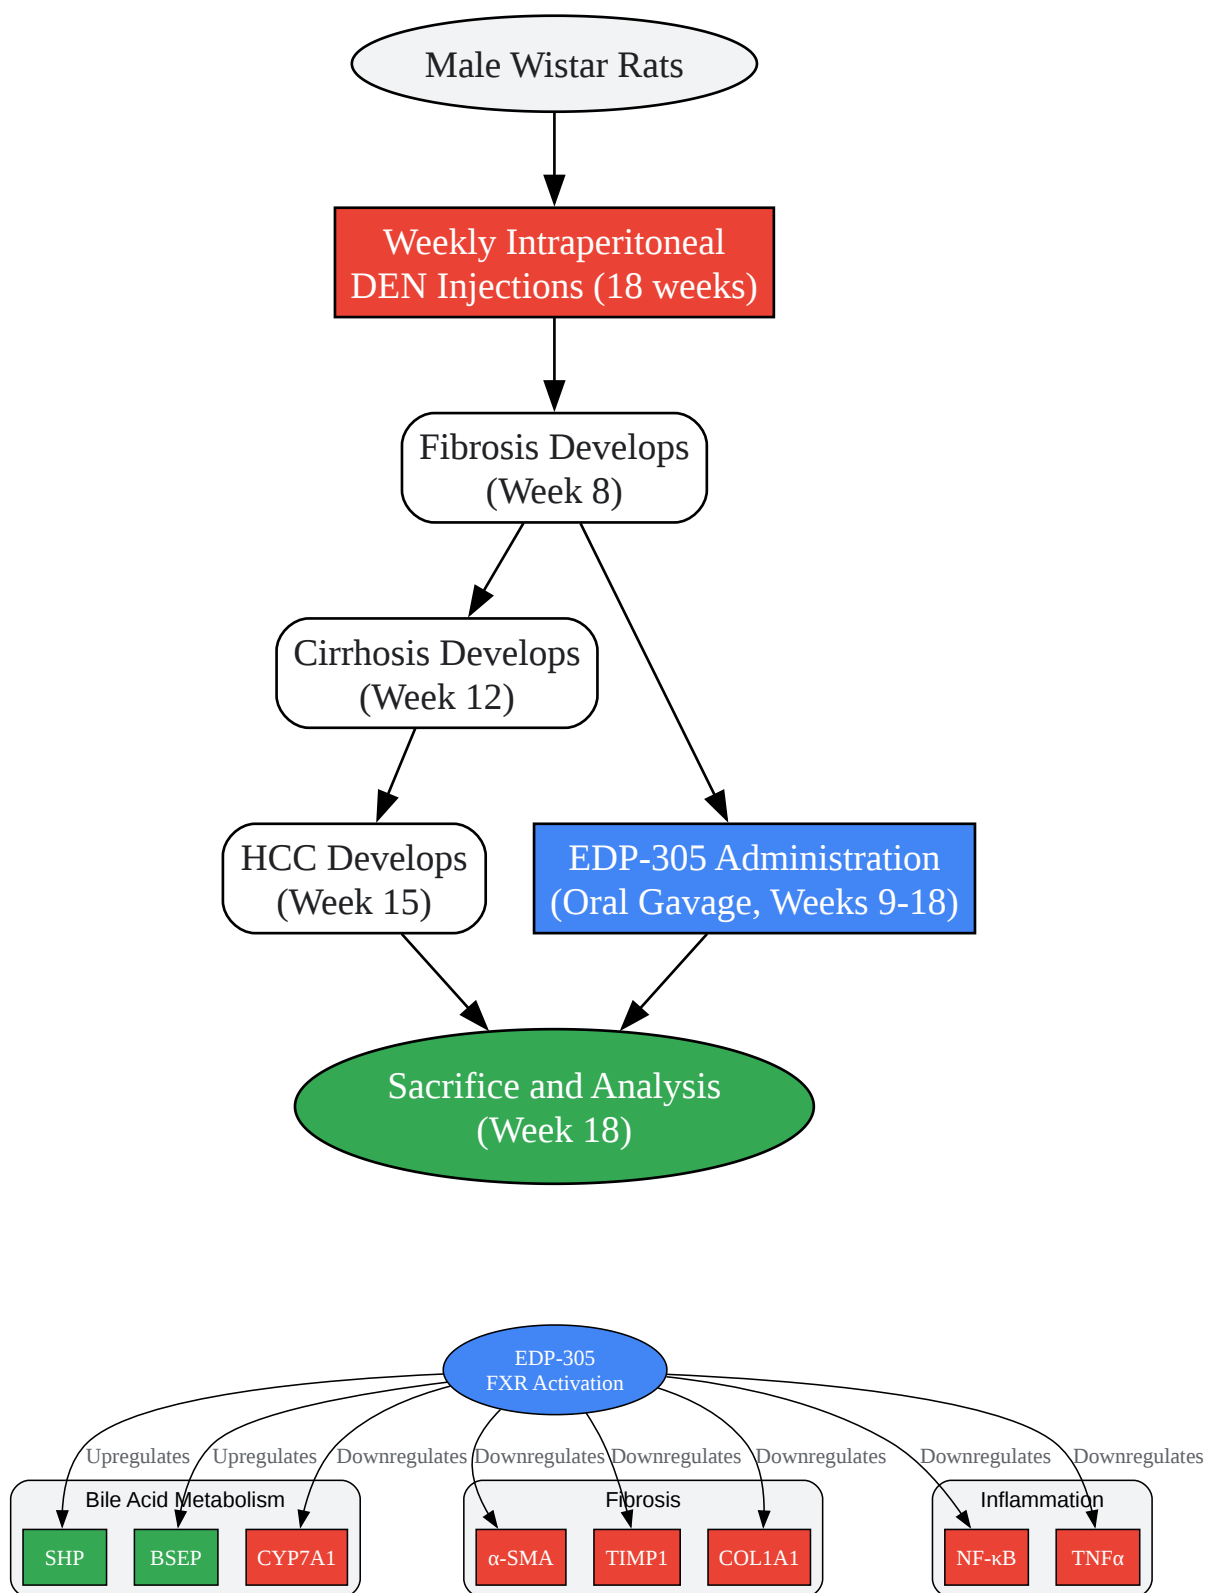 Male Wistar Rats
Weekly Intraperitoneal
DEN Injections (18 weeks)
Fibrosis Develops
(Week 8)
Cirrhosis Develops
(Week 12)
HCC Develops
(Week 15)
EDP-305 Administration
(Oral Gavage, Weeks 9-18)
Sacrifice and Analysis
(Week 18)
EDP-305
FXR Activation
Upregulates
Upregulates
Downregulates
Downregulates
Downregulates
Downregulates
Downregulates
Downregulates
Bile Acid Metabolism
SHP
BSEP
CYP7A1
Fibrosis
α-SMA
TIMP1
COL1A1
Inflammation
NF-κB
TNFα